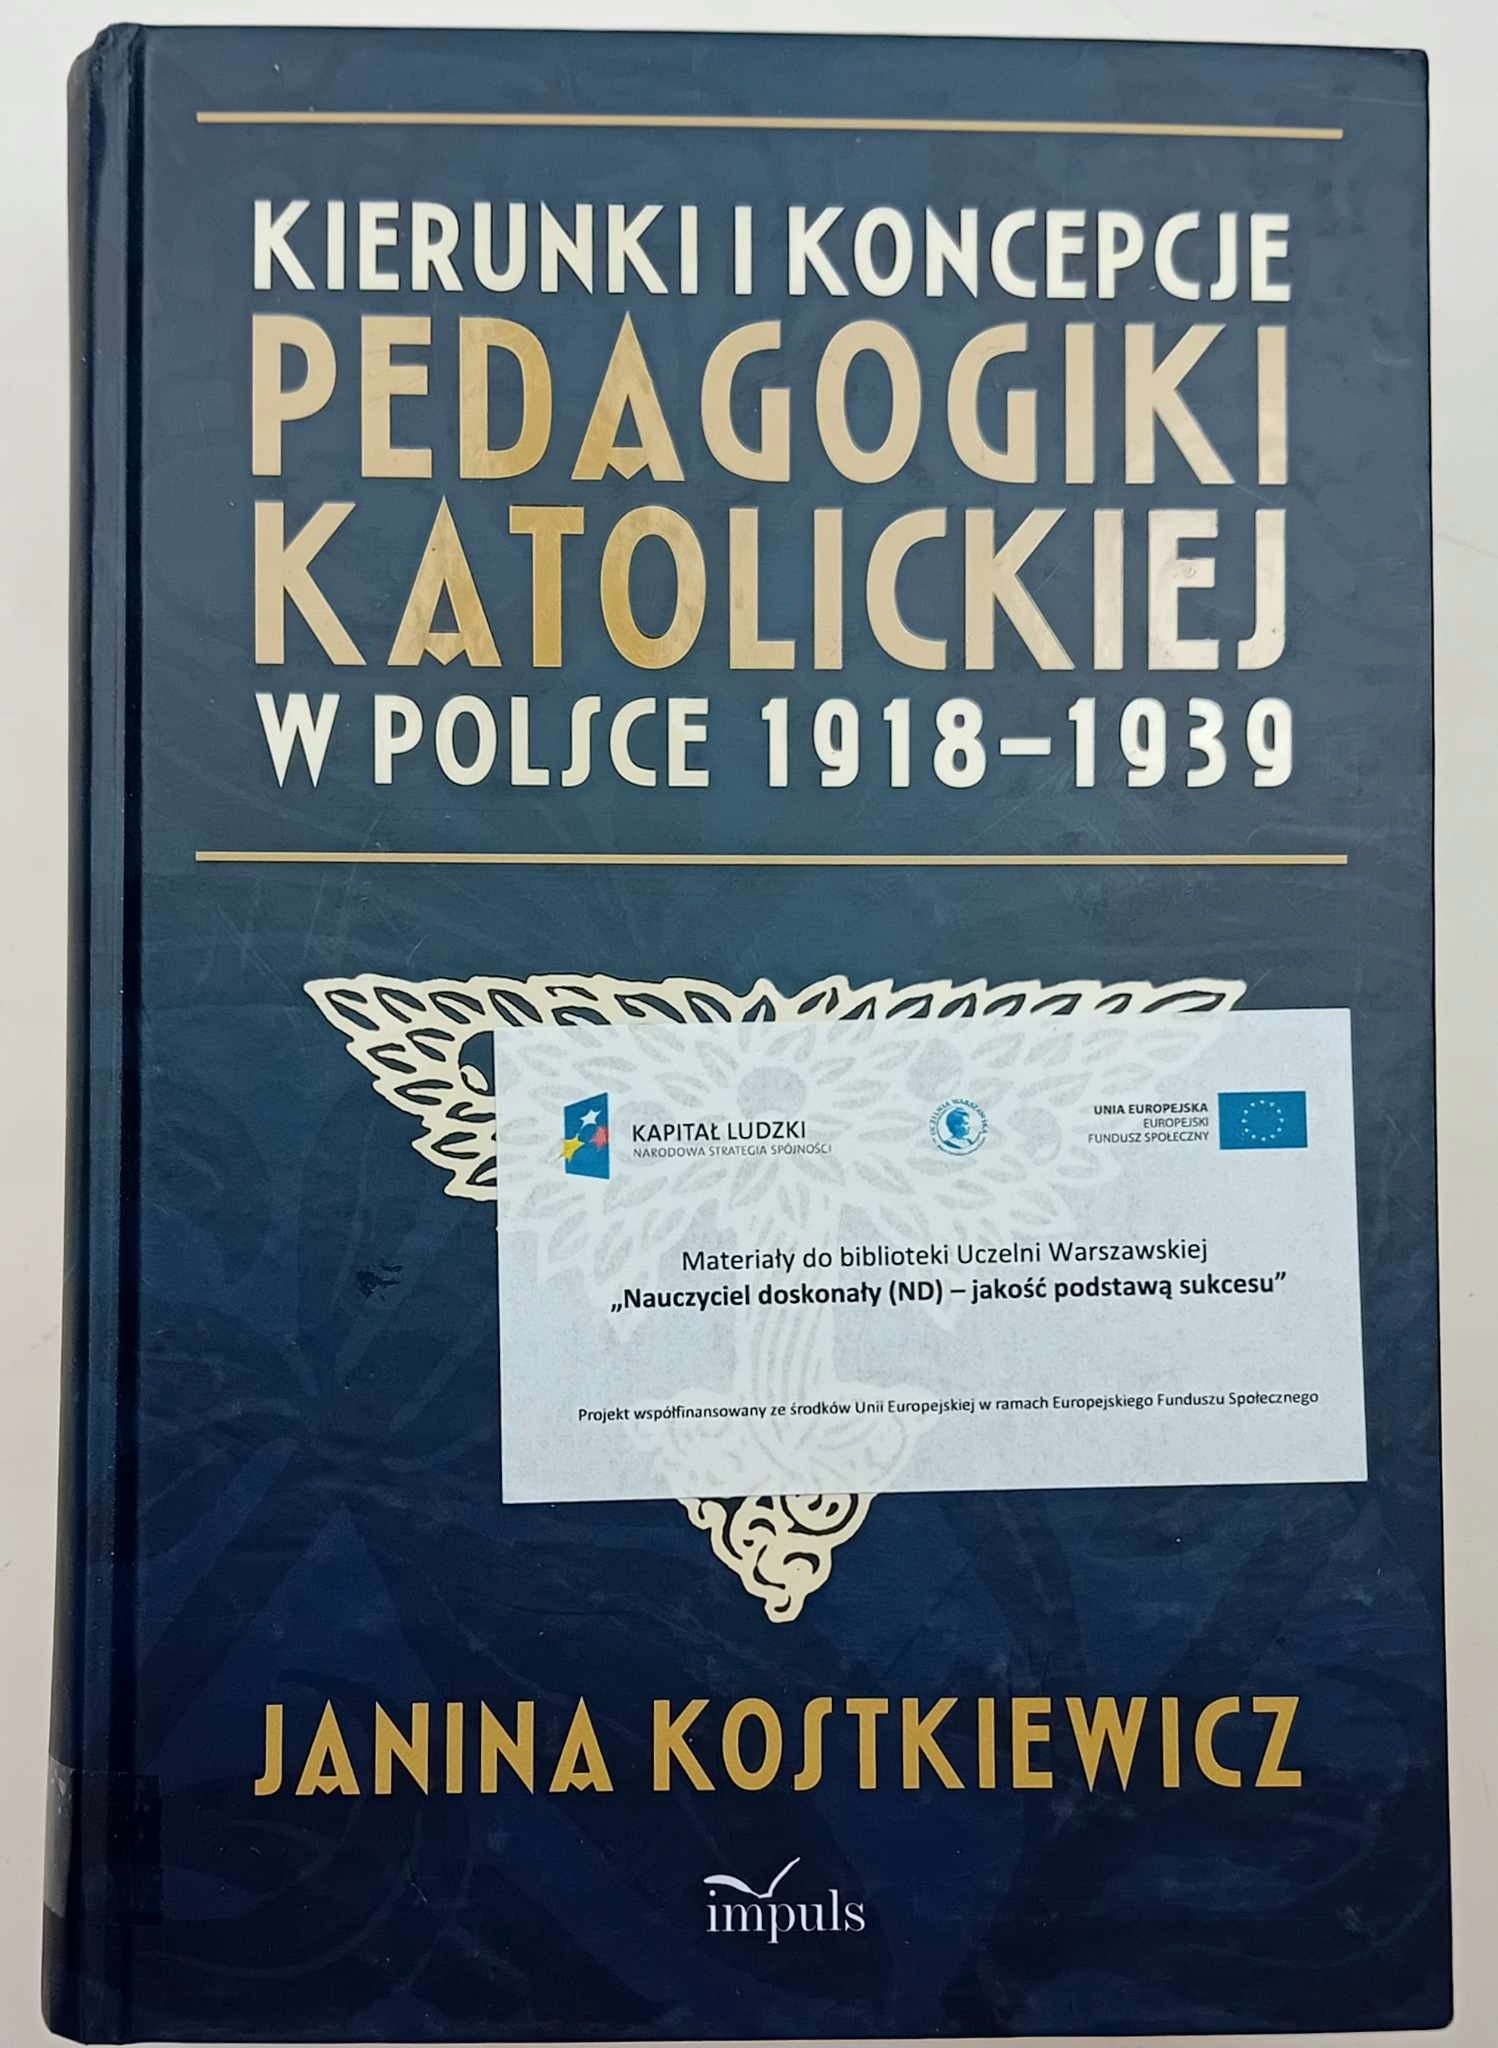 KIERUNKI I KONCEPCJE
PEDAGOGIKI
KATOLICKIEJ
W POLSCE 1918–1939
KAPITAŁ LUDZKI
NARODOWA STRATEGIA SPÓJNOŚCI
UCZELNIA WARSZAWSKA
UNIA EUROPEJSKA
EUROPEJSKI
FUNDUSZ SPOŁECZNY
Materiały do biblioteki Uczelni Warszawskiej
„Nauczyciel doskonały (ND) – jakość podstawą sukcesu”
Projekt współfinansowany ze środków Unii Europejskiej w ramach Europejskiego Funduszu Społecznego
JANINA KOSTKIEWICZ
impuls